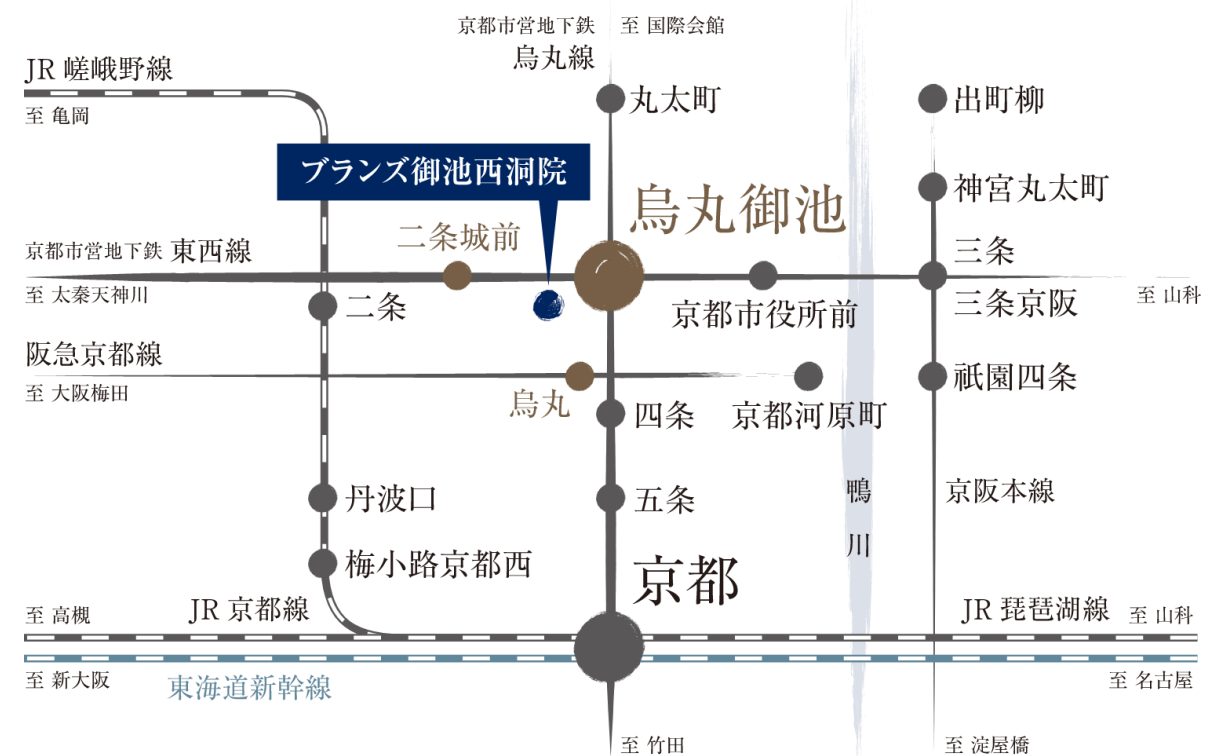 京都市営地下鉄 至 国際会館
烏丸線
JR 嵯峨野線
至 亀岡
丸太町
出町柳
ブランズ御池西洞院
神宮丸太町
烏丸御池
二条城前
京都市営地下鉄 東西線
三条
至 太秦天神川
二条
京都市役所前
三条京阪
至 山科
阪急京都線
至 大阪梅田
烏丸
四条
京都河原町
祇園四条
丹波口
五条
鴨川
京阪本線
梅小路京都西
京都
至 高槻
JR 京都線
JR 琵琶湖線
至 山科
至 新大阪
東海道新幹線
至 名古屋
至 竹田
至 淀屋橋